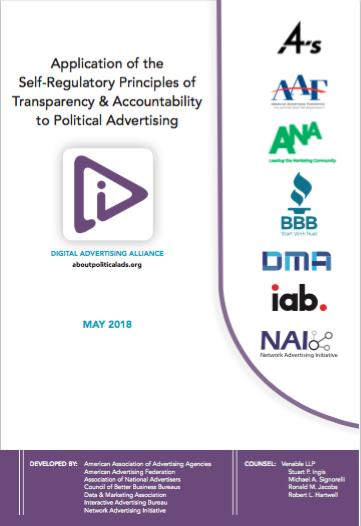 Application of the
Self-Regulatory Principles of
Transparency & Accountability
to Political Advertising
DIGITAL ADVERTISING ALLIANCE
aboutpoliticalads.org
MAY 2018
4A's
AAF
American Advertising Federation
ANA
Leading the Marketing Community
BBB
Start With Trust
DMA
iab.
NAI
Network Advertising Initiative
DEVELOPED BY: American Association of Advertising Agencies
American Advertising Federation
Association of National Advertisers
Council of Better Business Bureaus
Data & Marketing Association
Interactive Advertising Bureau
Network Advertising Initiative
COUNSEL: Venable LLP
Stuart P. Ingis
Michael A. Signorelli
Ronald M. Jacobs
Robert L. Hartwell